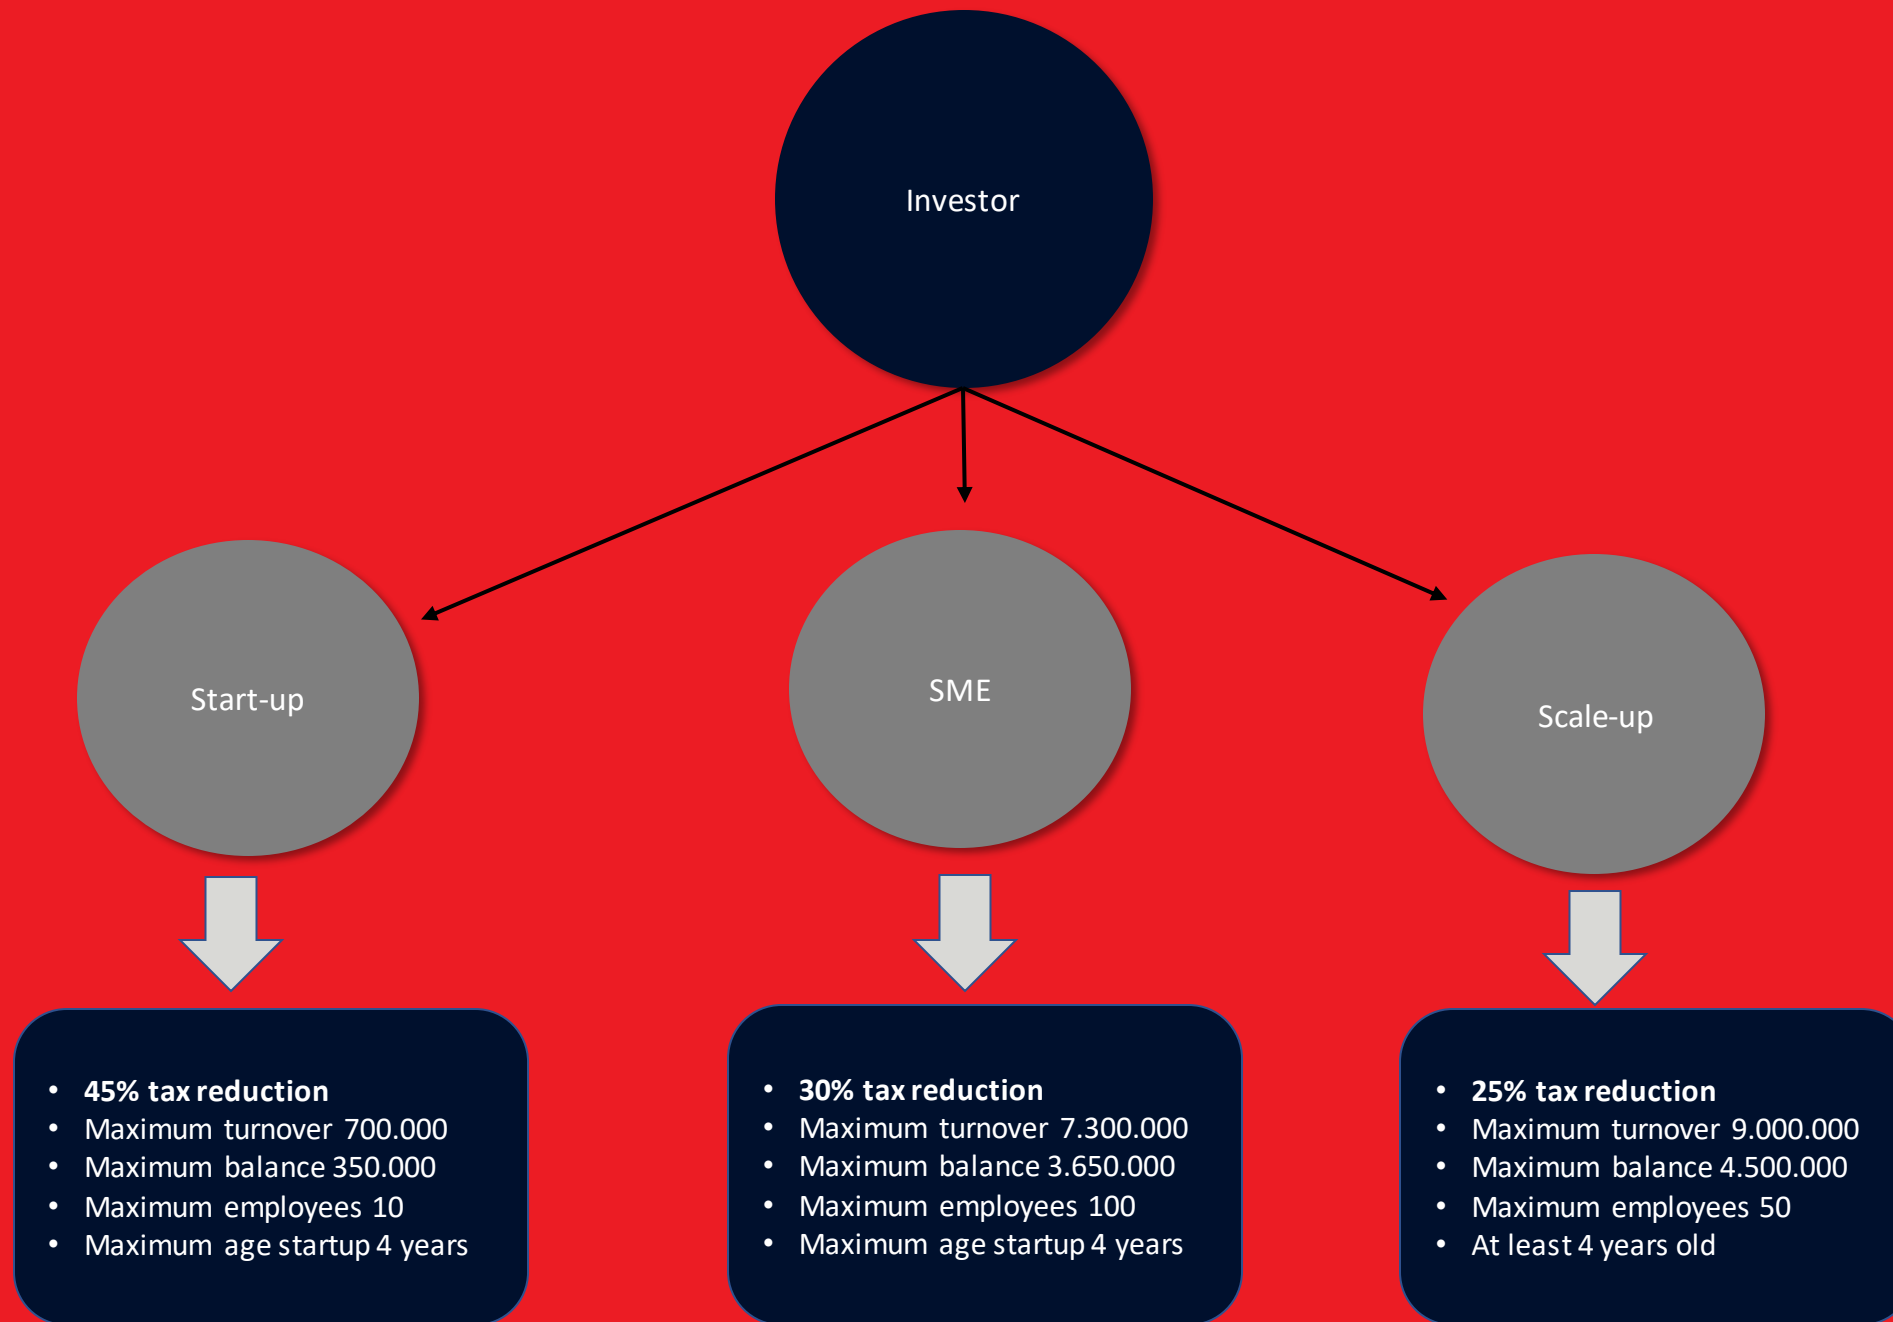 Investor
Start-up
SME
Scale-up
• 45% tax reduction
• Maximum turnover 700.000
• Maximum balance 350.000
• Maximum employees 10
• Maximum age startup 4 years
• 30% tax reduction
• Maximum turnover 7.300.000
• Maximum balance 3.650.000
• Maximum employees 100
• Maximum age startup 4 years
• 25% tax reduction
• Maximum turnover 9.000.000
• Maximum balance 4.500.000
• Maximum employees 50
• At least 4 years old